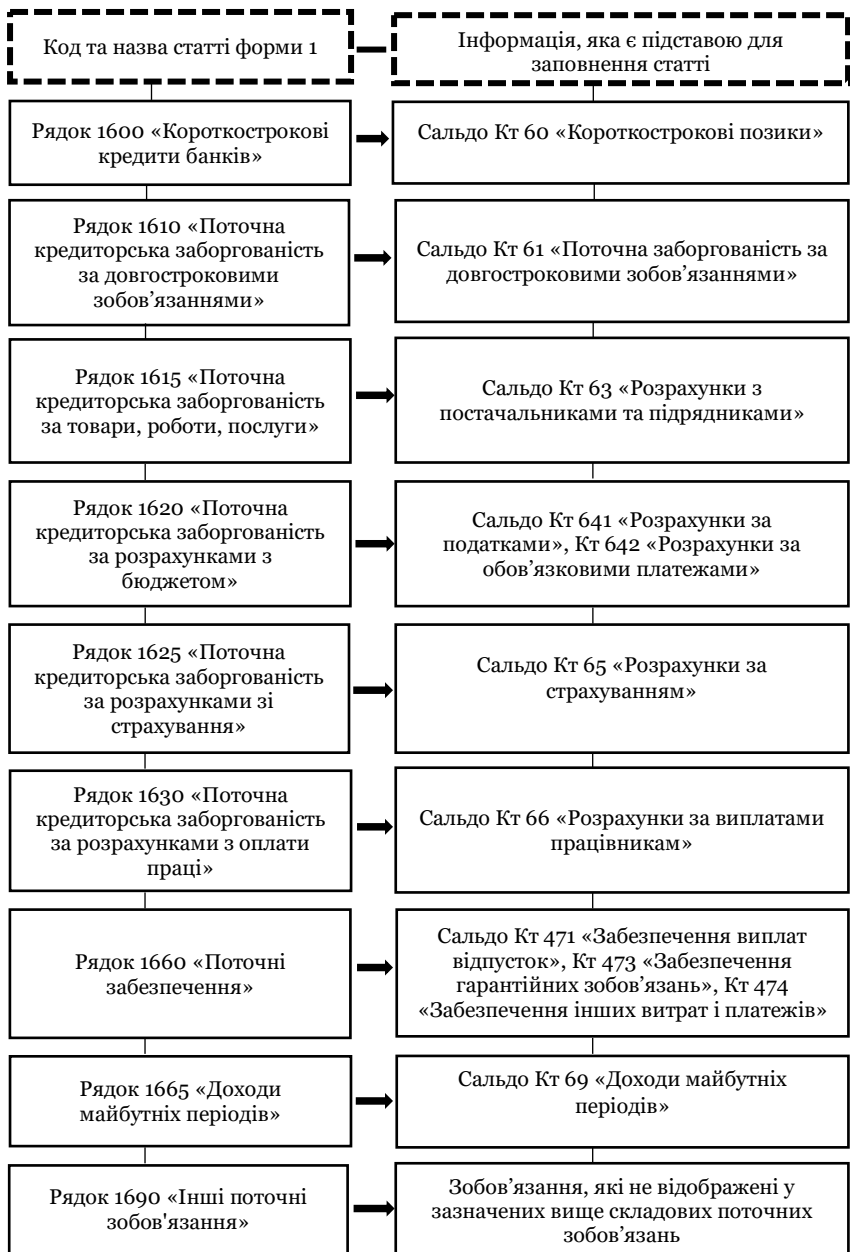 Код та назва статті форми 1
Інформація, яка є підставою для
заповнення статті
Рядок 1600 «Короткострокові
кредити банків»
Сальдо Кт 60 «Короткострокові позики»
Рядок 1610 «Поточна
кредиторська заборгованість
за довгостроковими
зобов’язаннями»
Сальдо Кт 61 «Поточна заборгованість за
довгостроковими зобов’язаннями»
Рядок 1615 «Поточна
кредиторська заборгованість
за товари, роботи, послуги»
Сальдо Кт 63 «Розрахунки з
постачальниками та підрядниками»
Рядок 1620 «Поточна
кредиторська заборгованість
за розрахунками з
бюджетом»
Сальдо Кт 641 «Розрахунки за
податками», Кт 642 «Розрахунки за
обов’язковими платежами»
Рядок 1625 «Поточна
кредиторська заборгованість
за розрахунками зі
страхування»
Сальдо Кт 65 «Розрахунки за
страхуванням»
Рядок 1630 «Поточна
кредиторська заборгованість
за розрахунками з оплати
праці»
Сальдо Кт 66 «Розрахунки за виплатами
працівникам»
Рядок 1660 «Поточні
забезпечення»
Сальдо Кт 471 «Забезпечення виплат
відпусток», Кт 473 «Забезпечення
гарантійних зобов’язань», Кт 474
«Забезпечення інших витрат і платежів»
Рядок 1665 «Доходи
майбутніх періодів»
Сальдо Кт 69 «Доходи майбутніх
періодів»
Рядок 1690 «Інші поточні
зобов'язання»
Зобов’язання, які не відображені у
зазначених вище складових поточних
зобов’язань